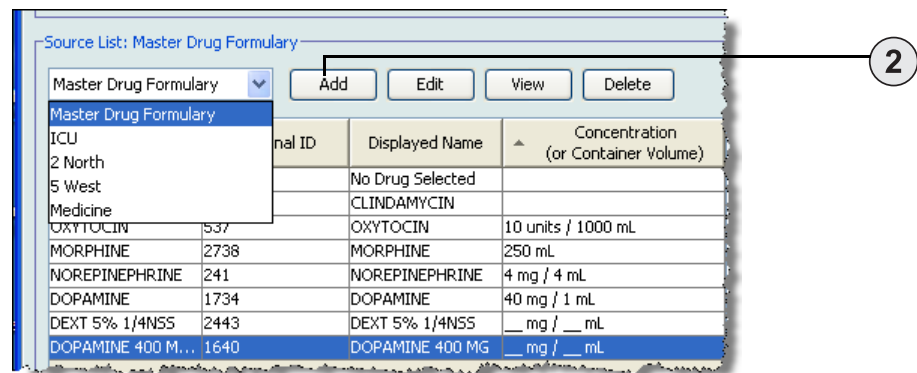 Source List: Master Drug Formulary
Master Drug Formulary Add Edit View Delete
2
Master Drug Formulary
ICU
2 North
5 West
Medicine
nal ID Displayed Name Concentration
(or Container Volume)
No Drug Selected
CLINDAMYCIN
OXYTOCIN 537 OXYTOCIN 10 units / 1000 mL
MORPHINE 2738 MORPHINE 250 mL
NOREPINEPHRINE 241 NOREPINEPHRINE 4 mg / 4 mL
DOPAMINE 1734 DOPAMINE 40 mg / 1 mL
DEXT 5% 1/4NSS 2443 DEXT 5% 1/4NSS __ mg / __ mL
DOPAMINE 400 M... 1640 DOPAMINE 400 MG __ mg / __ mL